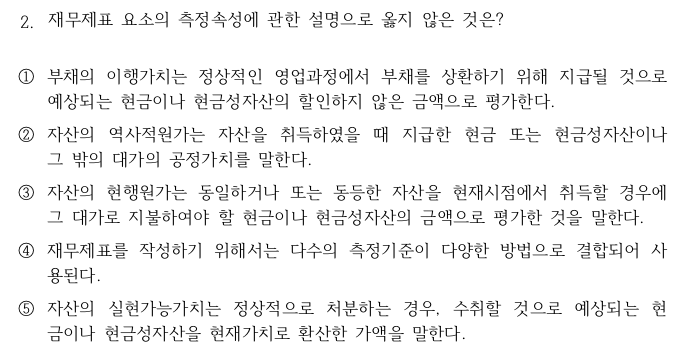 2. 재무제표 요소의 측정속성에 관한 설명으로 옳지 않은 것은?
① 부채의 이행가치는 정상적인 영업과정에서 부채를 상환하기 위해 지급될 것으로
예상되는 현금이나 현금성자산의 할인하지 않은 금액으로 평가한다.
② 자산의 역사적원가는 자산을 취득하였을 때 지급한 현금 또는 현금성자산이나
그 밖의 대가의 공정가치를 말한다.
③ 자산의 현행원가는 동일하거나 또는 동등한 자산을 현재시점에서 취득할 경우에
그 대가로 지불하여야 할 현금이나 현금성자산의 금액으로 평가한 것을 말한다.
④ 재무제표를 작성하기 위해서는 다수의 측정기준이 다양한 방법으로 결합되어 사
용된다.
⑤ 자산의 실현가능가치는 정상적으로 처분하는 경우, 수취할 것으로 예상되는 현
금이나 현금성자산을 현재가치로 환산한 가액을 말한다.